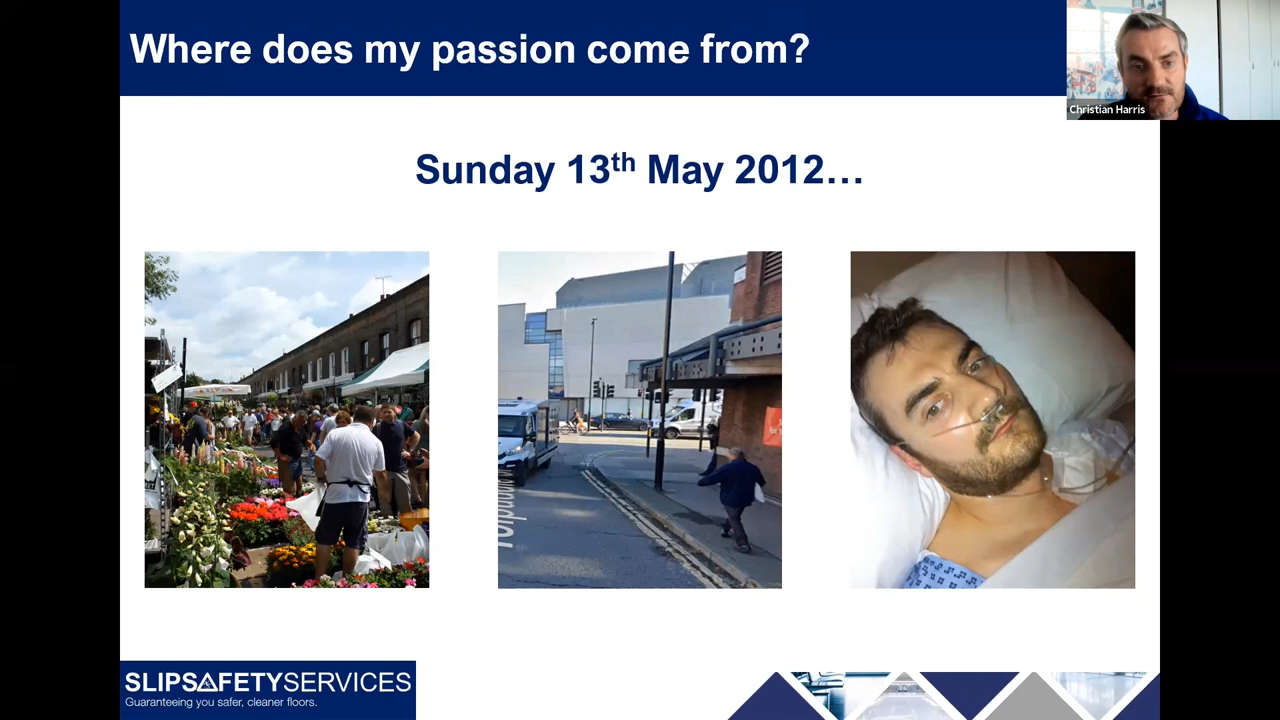 Where does my passion come from?
Christian Harris
Sunday 13th May 2012…
SLIPSAFETYSERVICES
Guaranteeing you safer, cleaner floors.